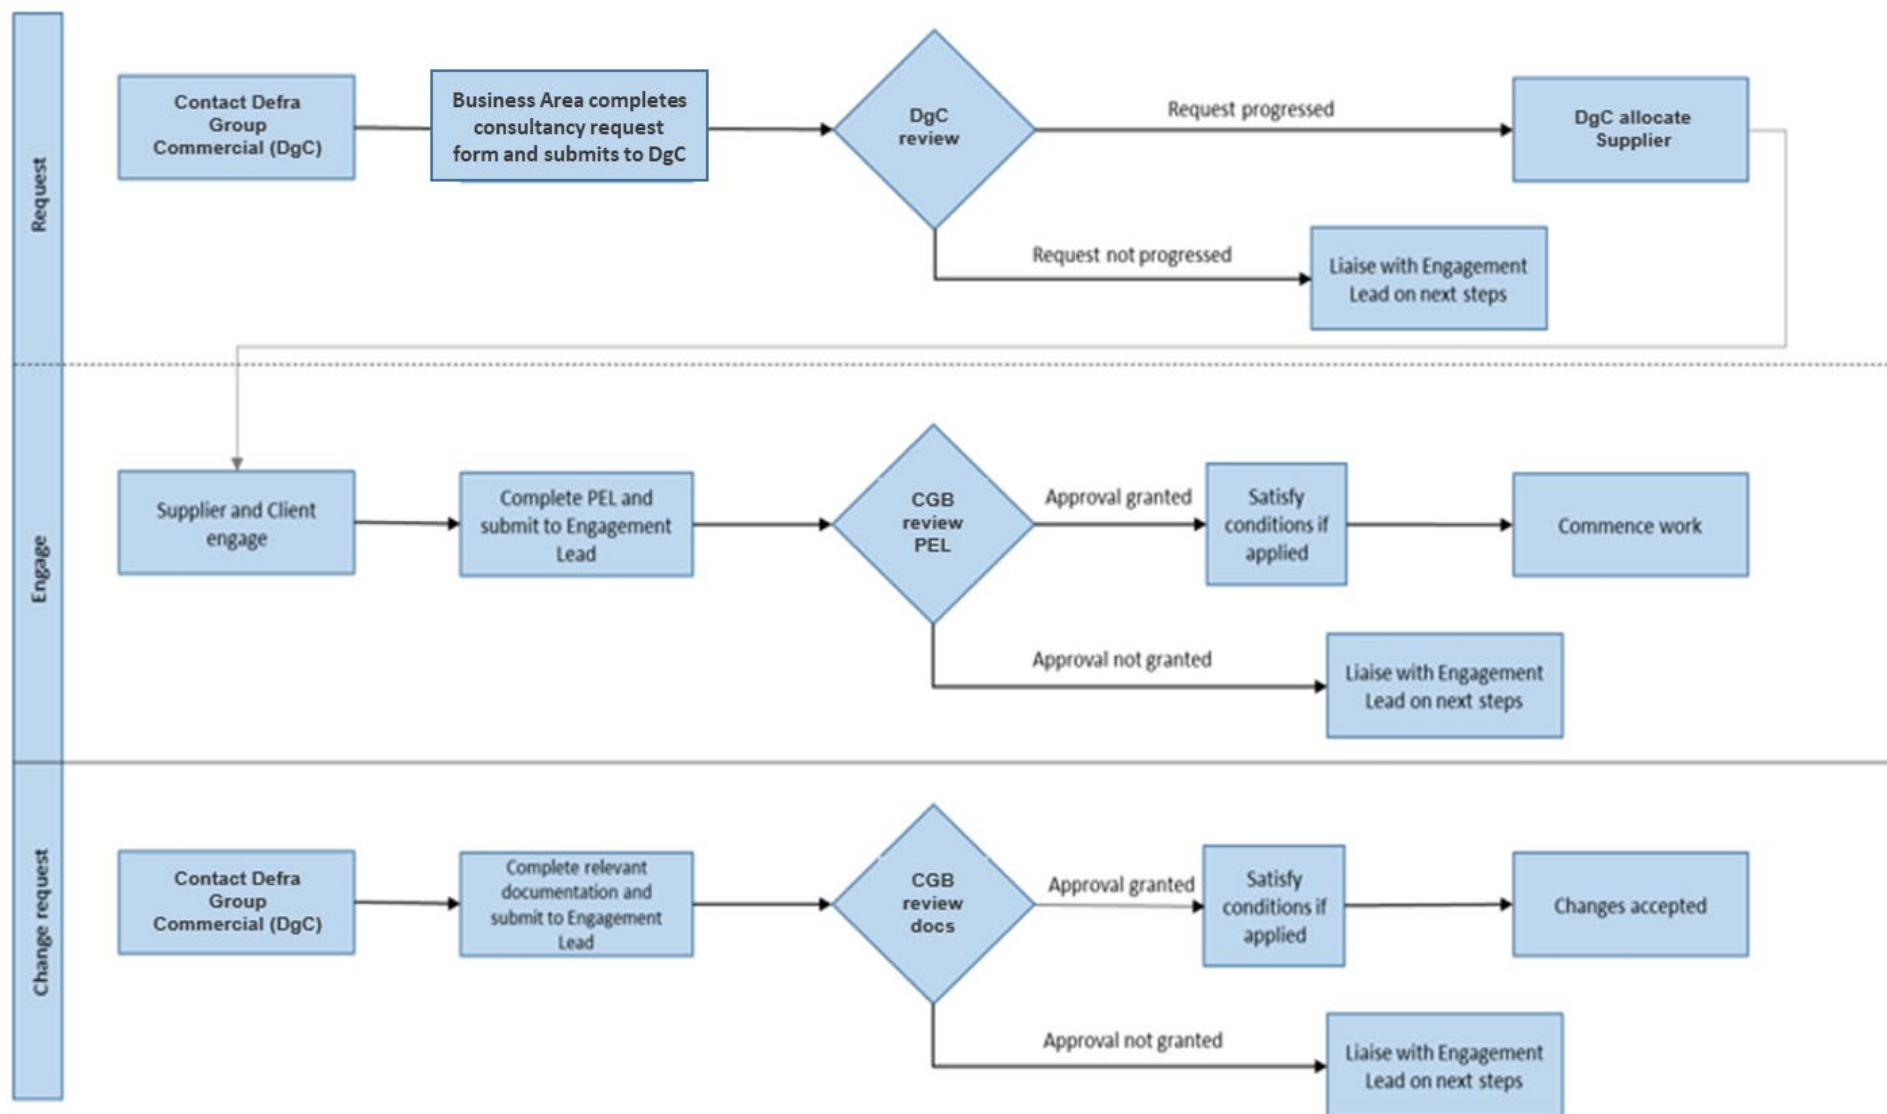 Request
Contact Defra
Group
Commercial (DgC)
Business Area completes
consultancy request
form and submits to DgC
DgC
review
Request progressed
DgC allocate
Supplier
Request not progressed
Liaise with Engagement
Lead on next steps
Engage
Supplier and Client
engage
Complete PEL and
submit to Engagement
Lead
CGB
review
PEL
Approval granted
Satisfy
conditions if
applied
Commence work
Approval not granted
Liaise with Engagement
Lead on next steps
Change request
Contact Defra
Group
Commercial (DgC)
Complete relevant
documentation and
submit to Engagement
Lead
CGB
review
docs
Approval granted
Satisfy
conditions if
applied
Changes accepted
Approval not granted
Liaise with Engagement
Lead on next steps